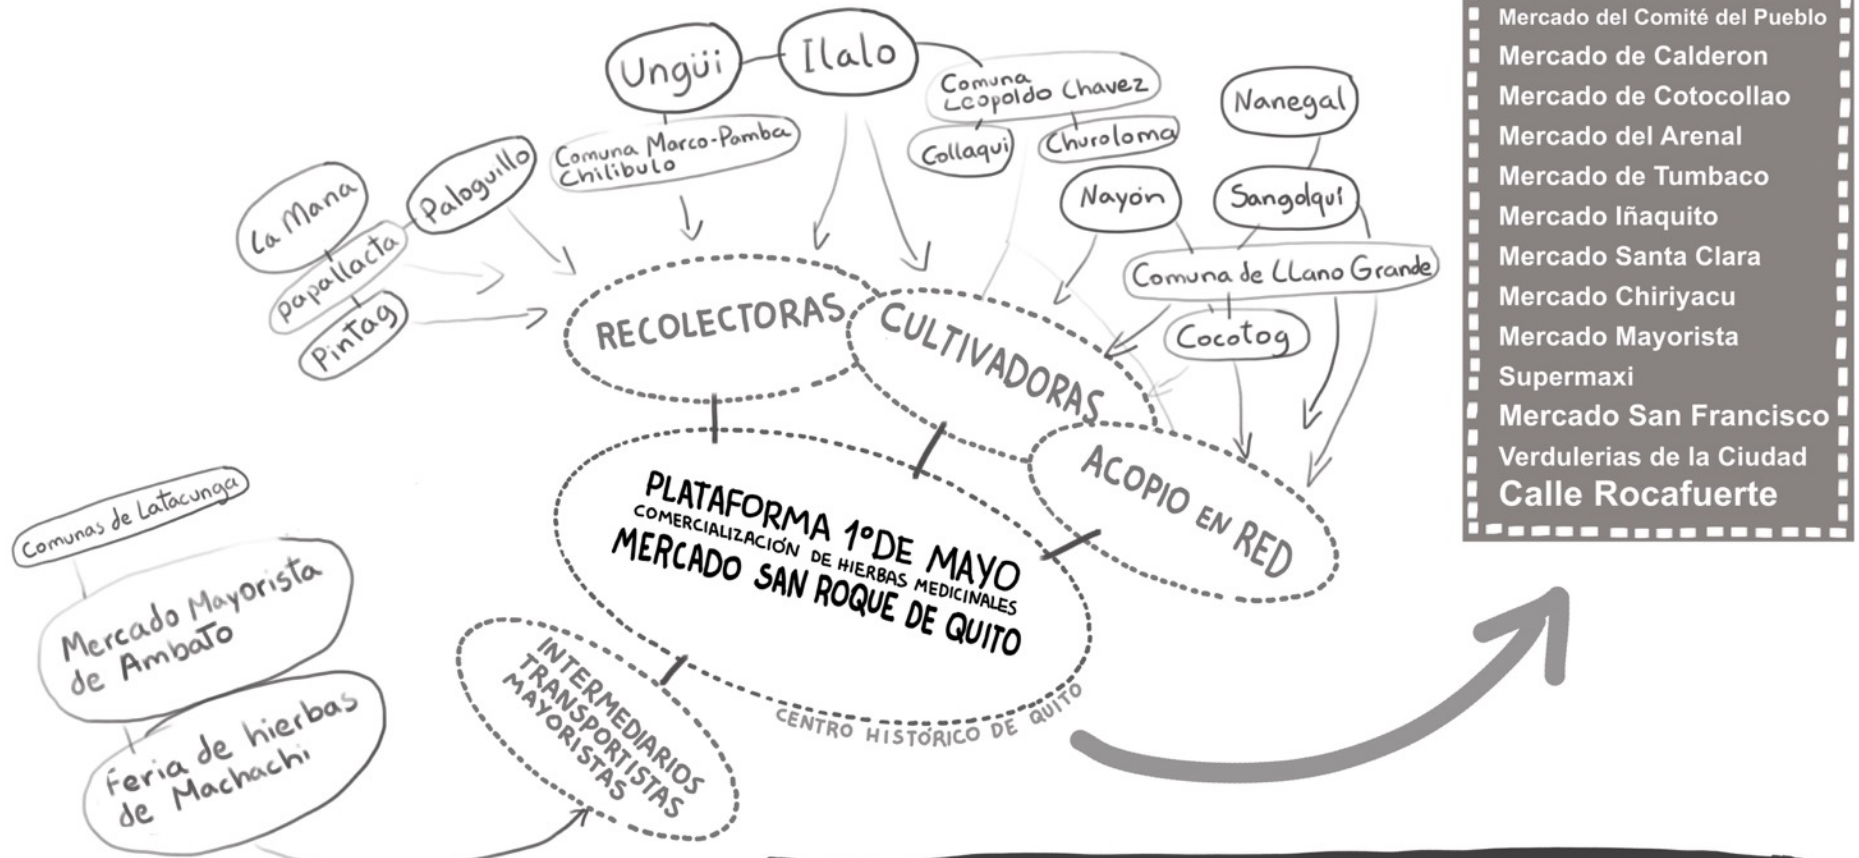 Ungüi
Ilalo
Comuna
Leopoldo Chavez
Collaqui
Churoloma
Comuna Marco-Pamba
Chilibulo
La Mana
papallacta
Paloguillo
Pintag
Nanegal
Nayón
Sangolquí
Comuna de LLano Grande
Cocotog
RECOLECTORAS
CULTIVADORAS
ACOPIO EN RED
PLATAFORMA 1º DE MAYO
COMERCIALIZACIÓN DE HIERBAS MEDICINALES
MERCADO SAN ROQUE DE QUITO
CENTRO HISTÓRICO DE QUITO
INTERMEDIARIOS
TRANSPORTISTAS
MAYORISTAS
Comunas de Latacunga
Mercado Mayorista
de Ambato
Feria de hierbas
de Machachi
Mercado del Comité del Pueblo
Mercado de Calderon
Mercado de Cotocollao
Mercado del Arenal
Mercado de Tumbaco
Mercado Iñaquito
Mercado Santa Clara
Mercado Chiriyacu
Mercado Mayorista
Supermaxi
Mercado San Francisco
Verdulerias de la Ciudad
Calle Rocafuerte